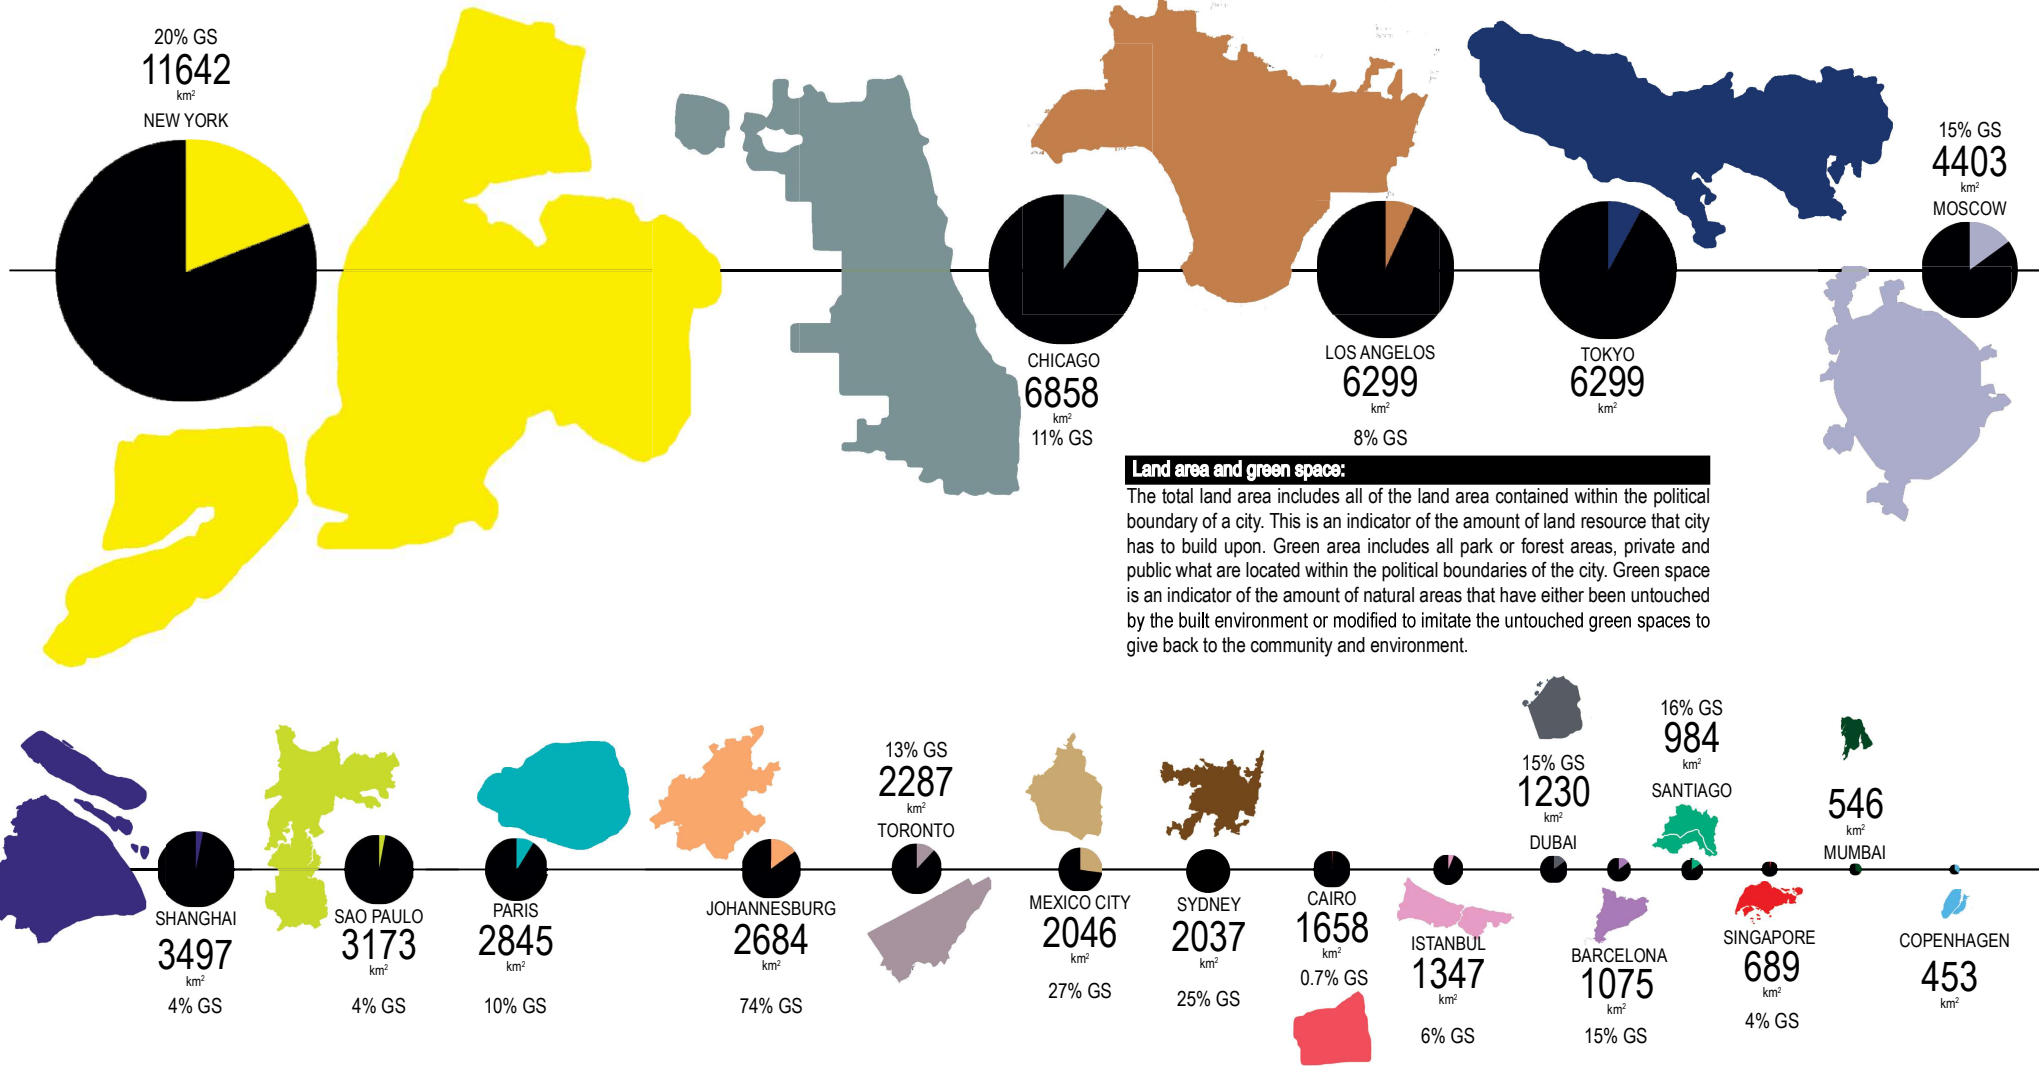 20% GS
11642
km²
NEW YORK
CHICAGO
6858
km²
11% GS
LOS ANGELOS
6299
km²
8% GS
TOKYO
6299
km²
15% GS
4403
km²
MOSCOW
Land area and green space:
The total land area includes all of the land area contained within the political
boundary of a city. This is an indicator of the amount of land resource that city
has to build upon. Green area includes all park or forest areas, private and
public what are located within the political boundaries of the city. Green space
is an indicator of the amount of natural areas that have either been untouched
by the built environment or modified to imitate the untouched green spaces to
give back to the community and environment.
SHANGHAI
3497
km²
4% GS
SAO PAULO
3173
km²
4% GS
PARIS
2845
km²
10% GS
JOHANNESBURG
2684
km²
74% GS
13% GS
2287
km²
TORONTO
MEXICO CITY
2046
km²
27% GS
SYDNEY
2037
km²
25% GS
CAIRO
1658
km²
0.7% GS
ISTANBUL
1347
km²
6% GS
15% GS
1230
km²
DUBAI
BARCELONA
1075
km²
15% GS
16% GS
984
km²
SANTIAGO
SINGAPORE
689
km²
4% GS
546
km²
MUMBAI
COPENHAGEN
453
km²